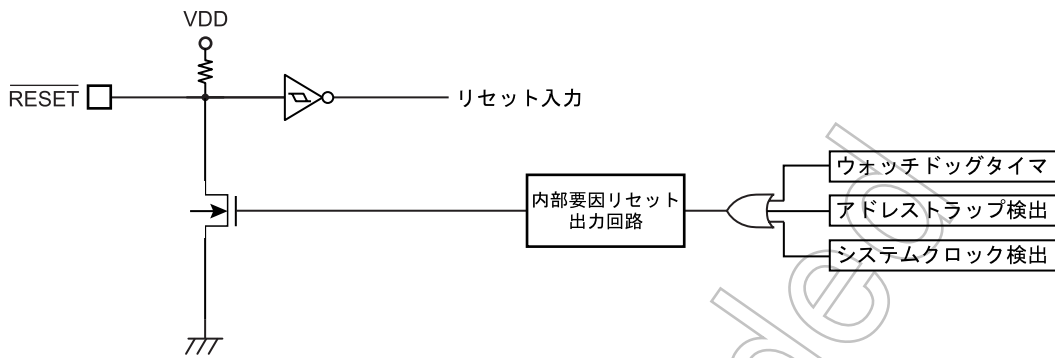 VDD
RESET
リセット入力
内部要因リセット
出力回路
ウォッチドッグタイマ
アドレストラップ検出
システムクロック検出